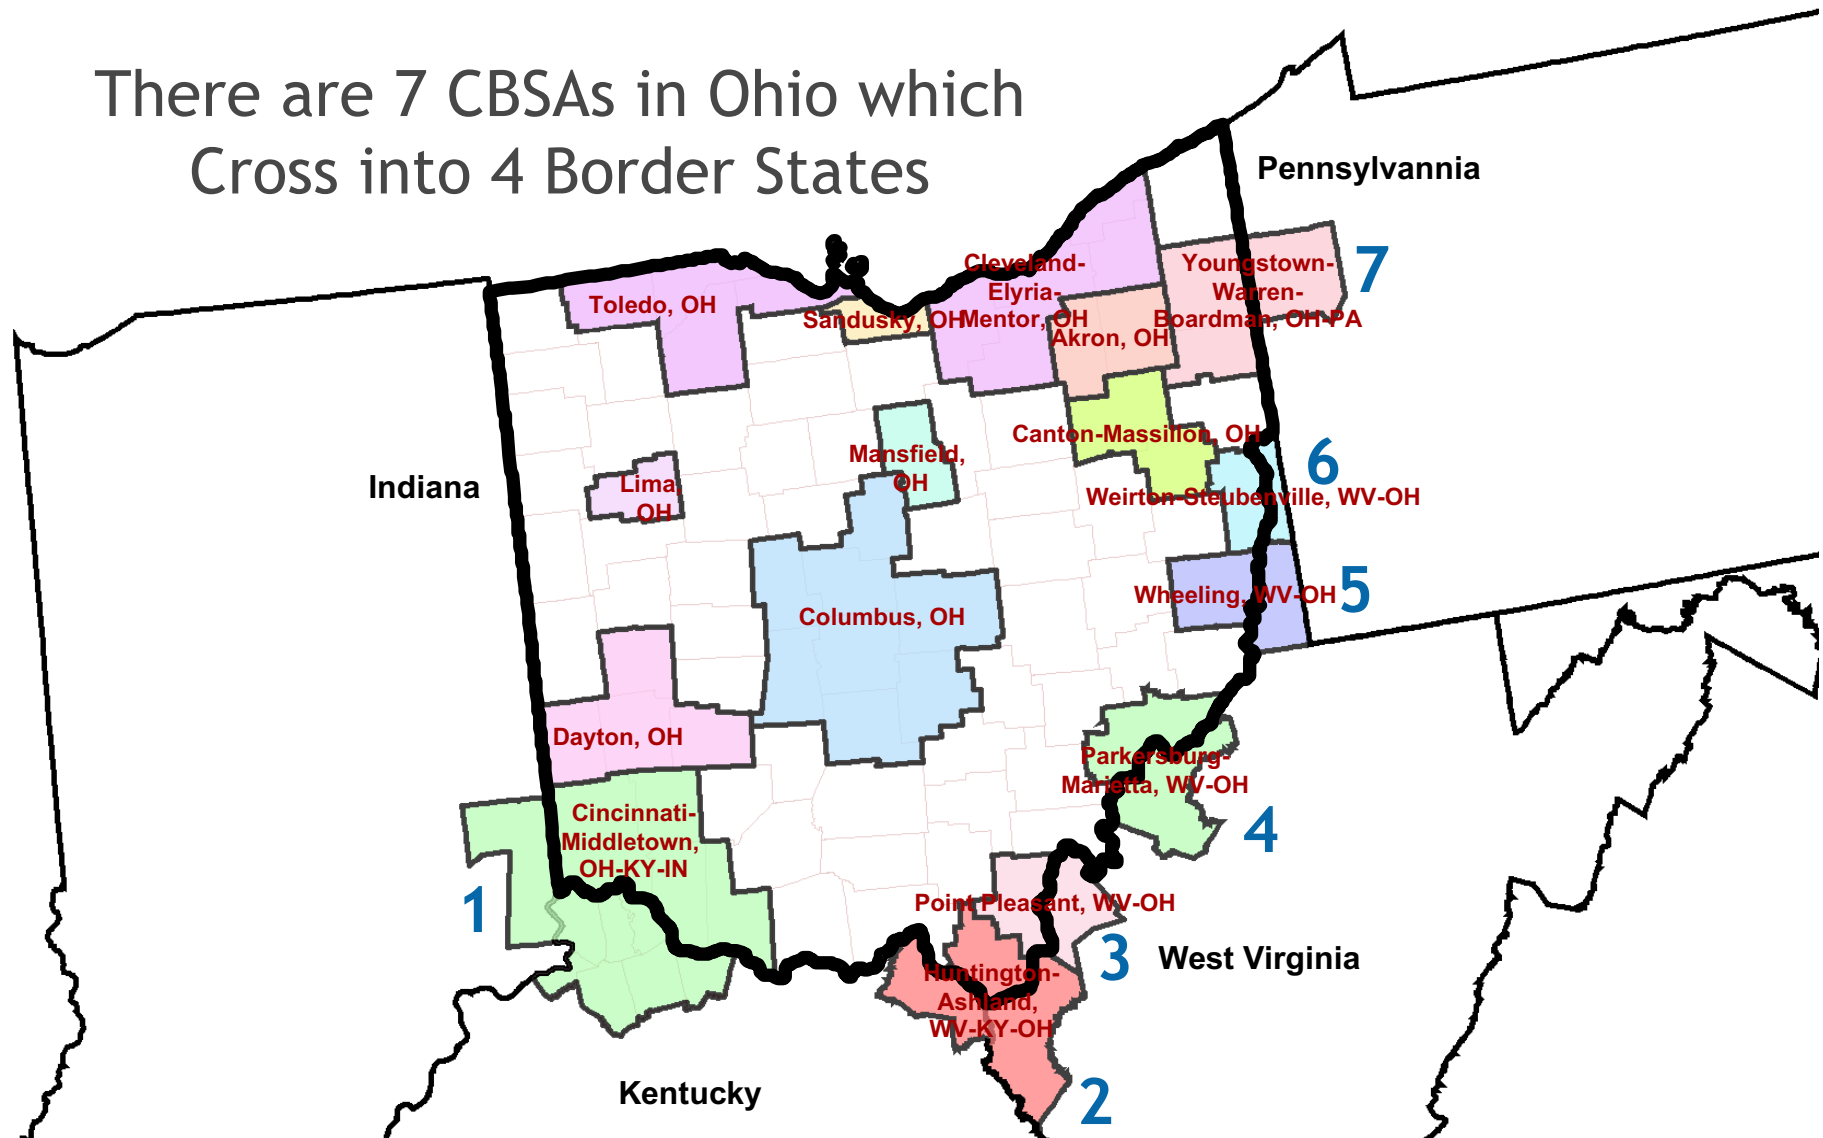 There are 7 CBSAs in Ohio which
Cross into 4 Border States
Pennsylvannia
Cleveland-
Elyria-
Mentor, OH
Youngstown-
Warren-
Boardman, OH-PA
7
Toledo, OH
Sandusky, OH
Akron, OH
Canton-Massillon, OH
Mansfield,
OH
6
Indiana
Lima,
OH
Weirton-Steubenville, WV-OH
Wheeling, WV-OH
5
Columbus, OH
Dayton, OH
Parkersburg-
Marietta, WV-OH
4
Cincinnati-
Middletown,
OH-KY-IN
1
Point Pleasant, WV-OH
3
West Virginia
Huntington-
Ashland,
WV-KY-OH
Kentucky
2